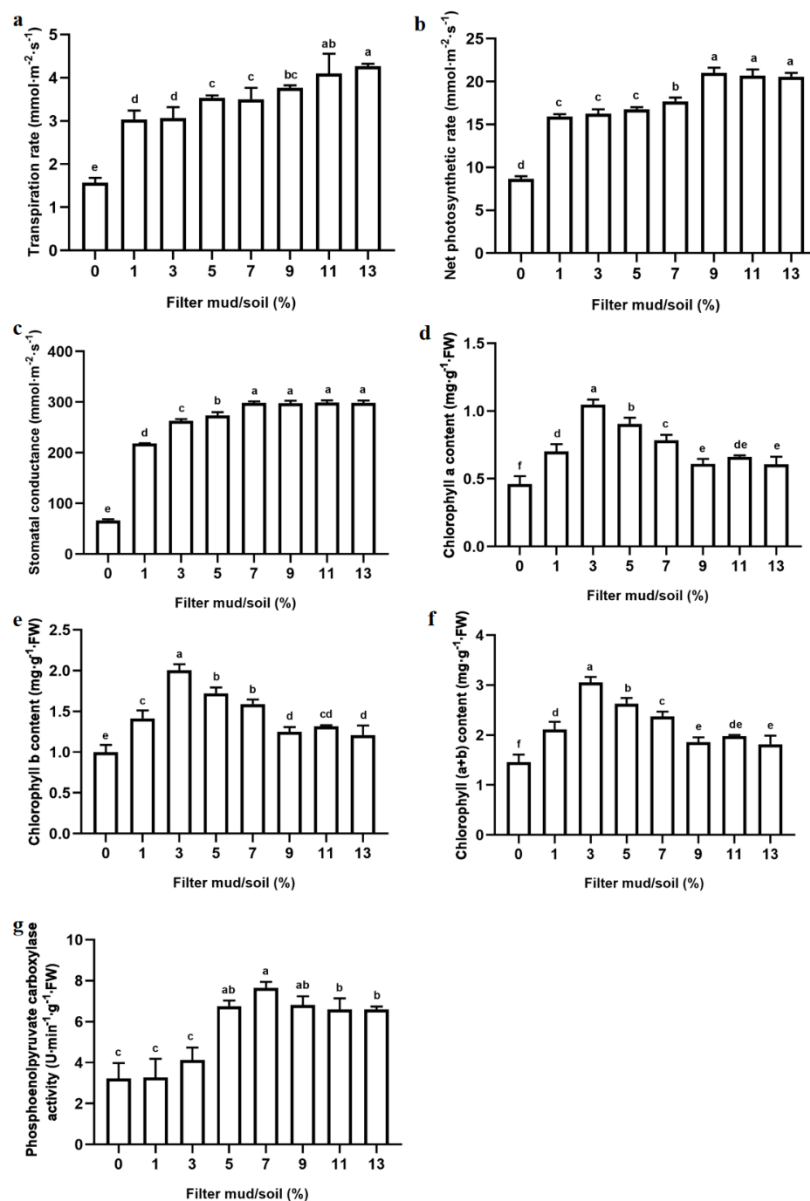 a
Transpiration rate (mmol·m⁻²·s⁻¹)
5
4
3
2
1
0
e
d
d
c
c
bc
ab
a
0 1 3 5 7 9 11 13
Filter mud/soil (%)
b
Net photosynthetic rate (mmol·m⁻²·s⁻¹)
25
20
15
10
5
0
d
c
c
c
b
a
a
a
0 1 3 5 7 9 11 13
Filter mud/soil (%)
c
Stomatal conductance (mmol·m⁻²·s⁻¹)
400
300
200
100
0
e
d
c
b
a
a
a
a
0 1 3 5 7 9 11 13
Filter mud/soil (%)
d
Chlorophyll a content (mg·g⁻¹·FW)
1.5
1.0
0.5
0.0
f
d
a
b
c
e
de
e
0 1 3 5 7 9 11 13
Filter mud/soil (%)
e
Chlorophyll b content (mg·g⁻¹·FW)
2.5
2.0
1.5
1.0
0.5
0.0
e
c
a
b
b
d
cd
d
0 1 3 5 7 9 11 13
Filter mud/soil (%)
f
Chlorophyll (a+b) content (mg·g⁻¹·FW)
4
3
2
1
0
f
d
a
b
c
e
de
e
0 1 3 5 7 9 11 13
Filter mud/soil (%)
g
Phosphoenolpyruvate carboxylase
activity (U·min⁻¹·g⁻¹·FW)
10
8
6
4
2
0
c
c
c
ab
a
ab
b
b
0 1 3 5 7 9 11 13
Filter mud/soil (%)